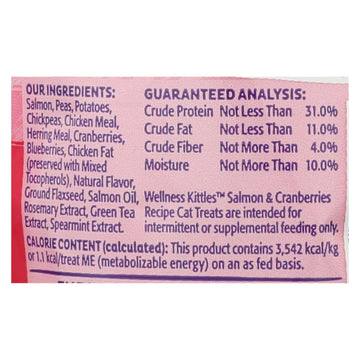 OUR INGREDIENTS:
Salmon, Peas, Potatoes,
Chickpeas, Chicken Meal,
Herring Meal, Cranberries,
Blueberries, Chicken Fat
(preserved with Mixed
Tocopherols), Natural Flavor,
Ground Flaxseed, Salmon Oil,
Rosemary Extract, Green Tea
Extract, Spearmint Extract.
GUARANTEED ANALYSIS:
Crude Protein Not Less Than 31.0%
Crude Fat Not Less Than 11.0%
Crude Fiber Not More Than 4.0%
Moisture Not More Than 10.0%
Wellness Kittles™ Salmon & Cranberries
Recipe Cat Treats are intended for
intermittent or supplemental feeding only.
CALORIE CONTENT (calculated): This product contains 3,542 kcal/kg
or 1.1 kcal/treat ME (metabolizable energy) on an as fed basis.